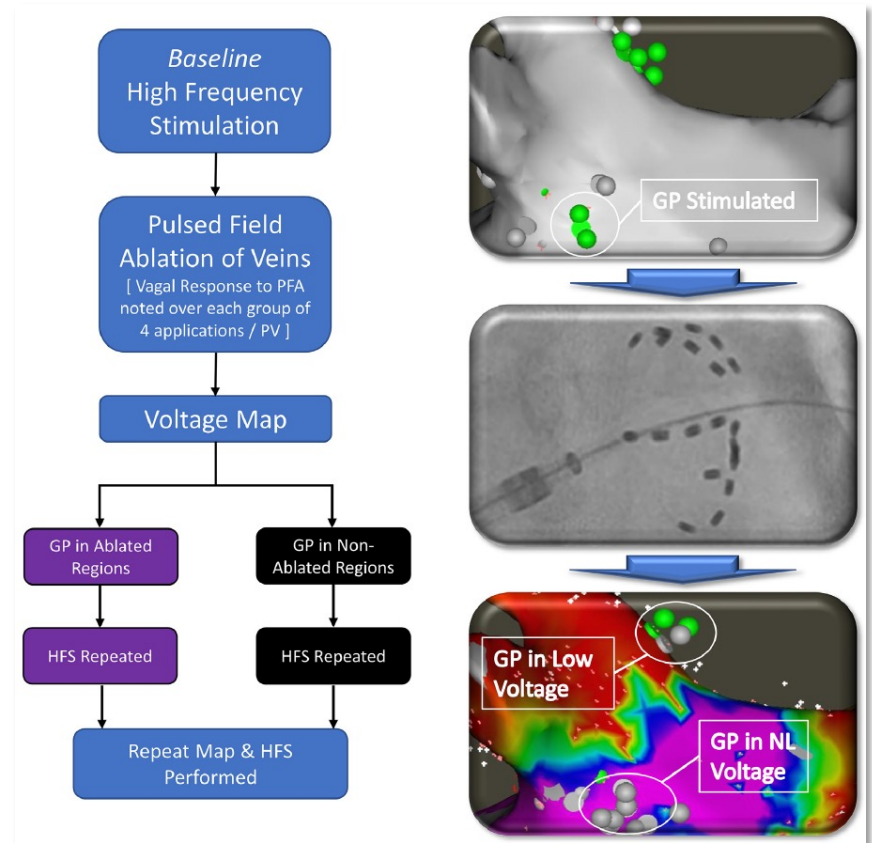 Baseline
High Frequency
Stimulation
Pulsed Field
Ablation of Veins
[ Vagal Response to PFA
noted over each group of
4 applications / PV ]
Voltage Map
GP in Ablated
Regions
GP in Non-
Ablated Regions
HFS Repeated
HFS Repeated
Repeat Map & HFS
Performed
GP Stimulated
GP in Low
Voltage
GP in NL
Voltage